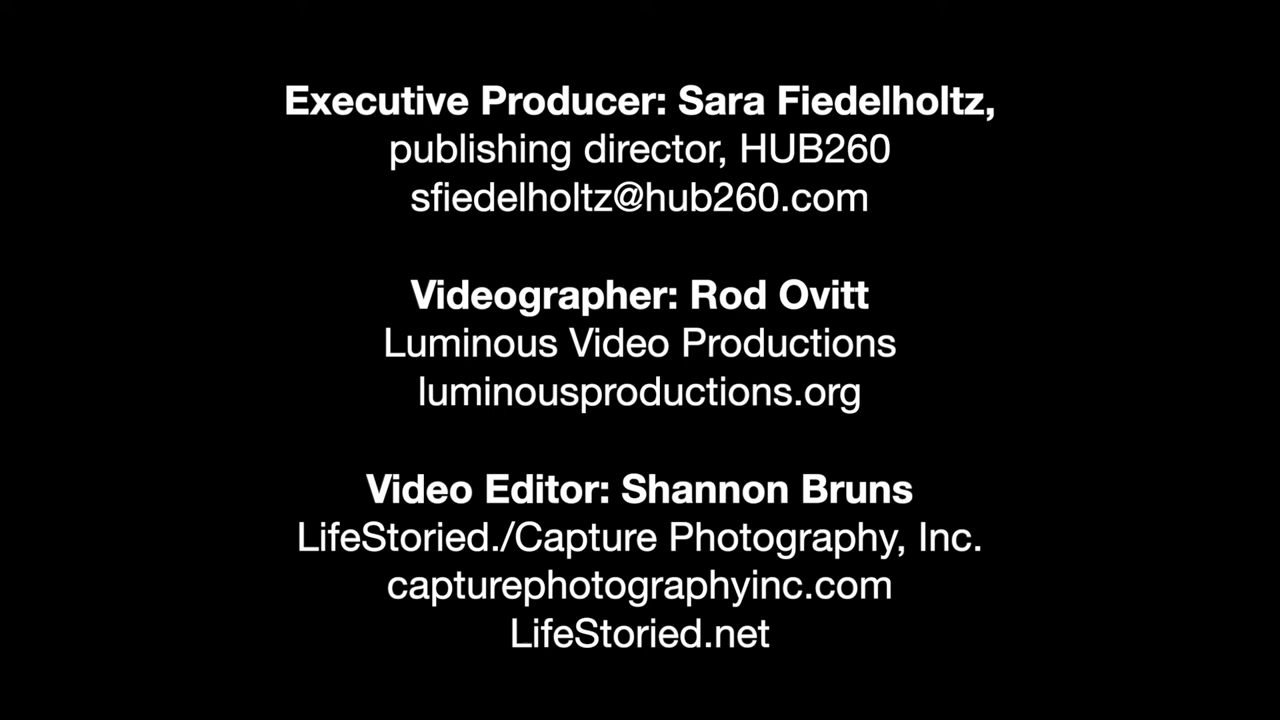 Executive Producer: Sara Fiedelholtz,
publishing director, HUB260
sfiedelholtz@hub260.com
Videographer: Rod Ovitt
Luminous Video Productions
luminousproductions.org
Video Editor: Shannon Bruns
LifeStoried./Capture Photography, Inc.
capturephotographyinc.com
LifeStoried.net